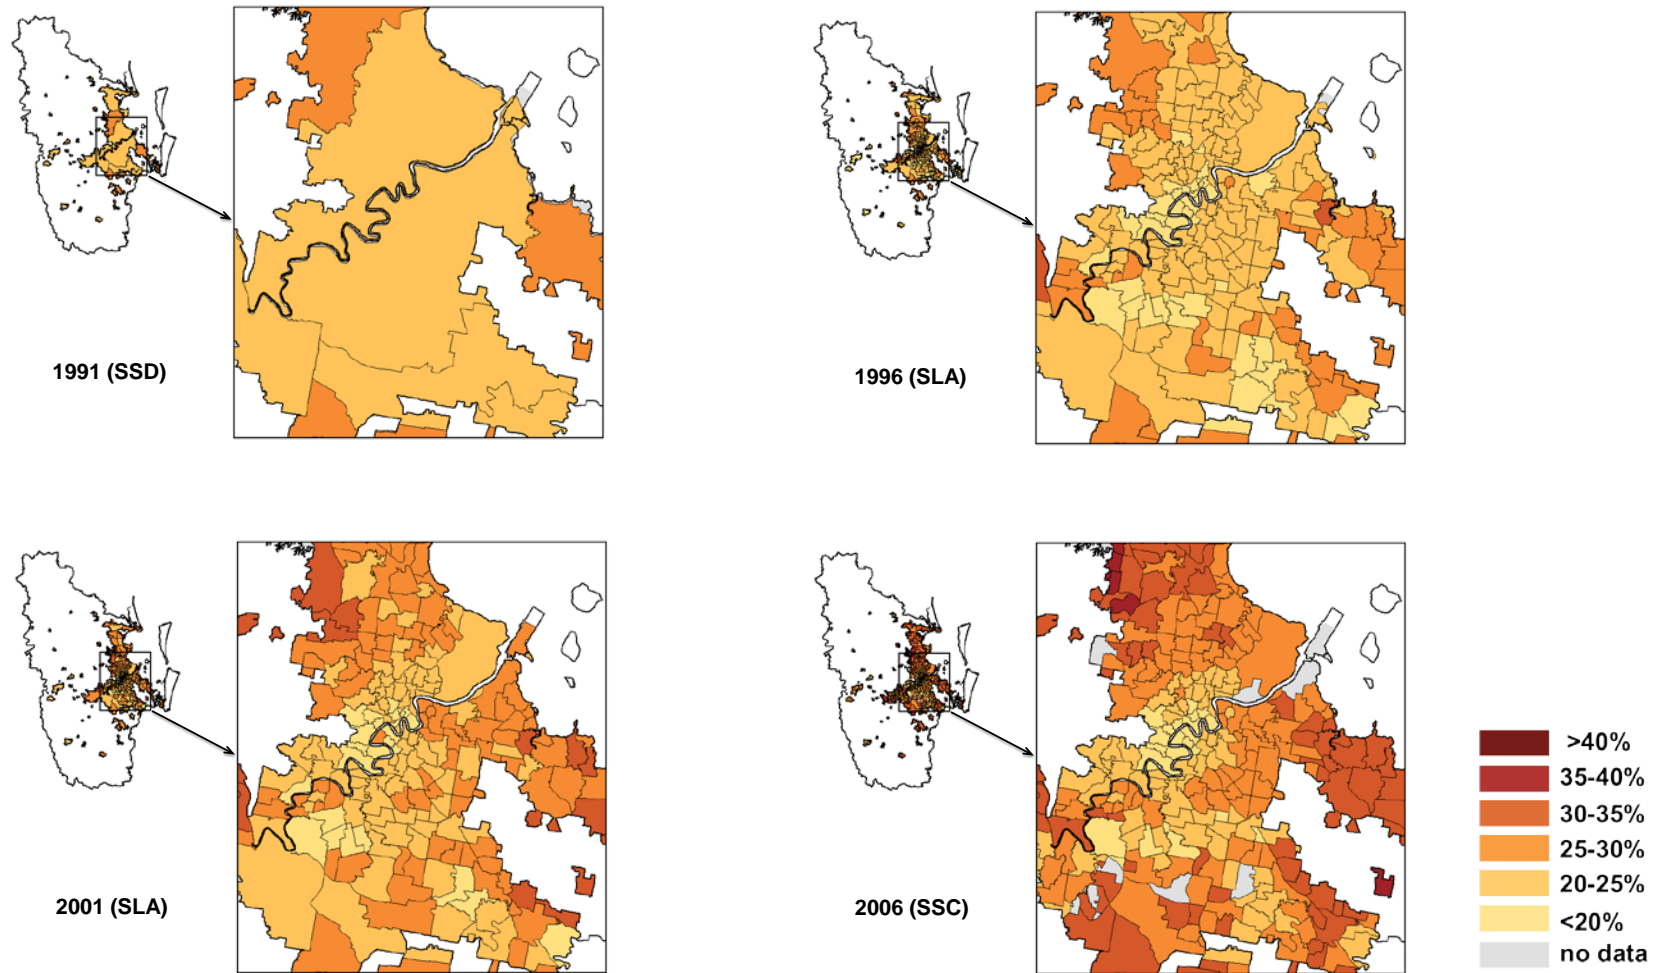 1991 (SSD)
1996 (SLA)
2001 (SLA)
2006 (SSC)
>40%
35-40%
30-35%
25-30%
20-25%
<20%
no data